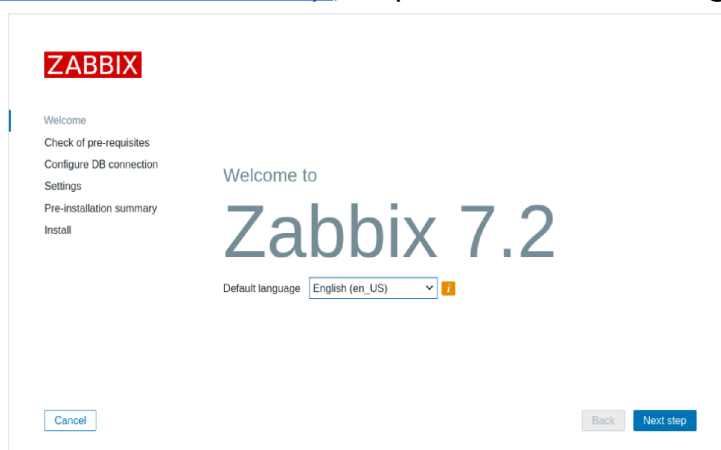 ZABBIX
Welcome
Check of pre-requisites
Configure DB connection
Settings
Pre-installation summary
Install
Welcome to
Zabbix 7.2
Default language English (en_US) i
Cancel Back Next step